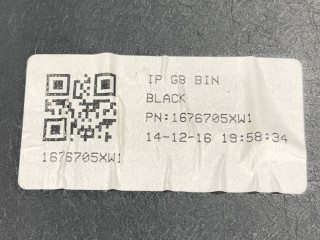 IP GB BIN
BLACK
PN:1676705XW1
14-12-16 19:58:34
1676705XW1